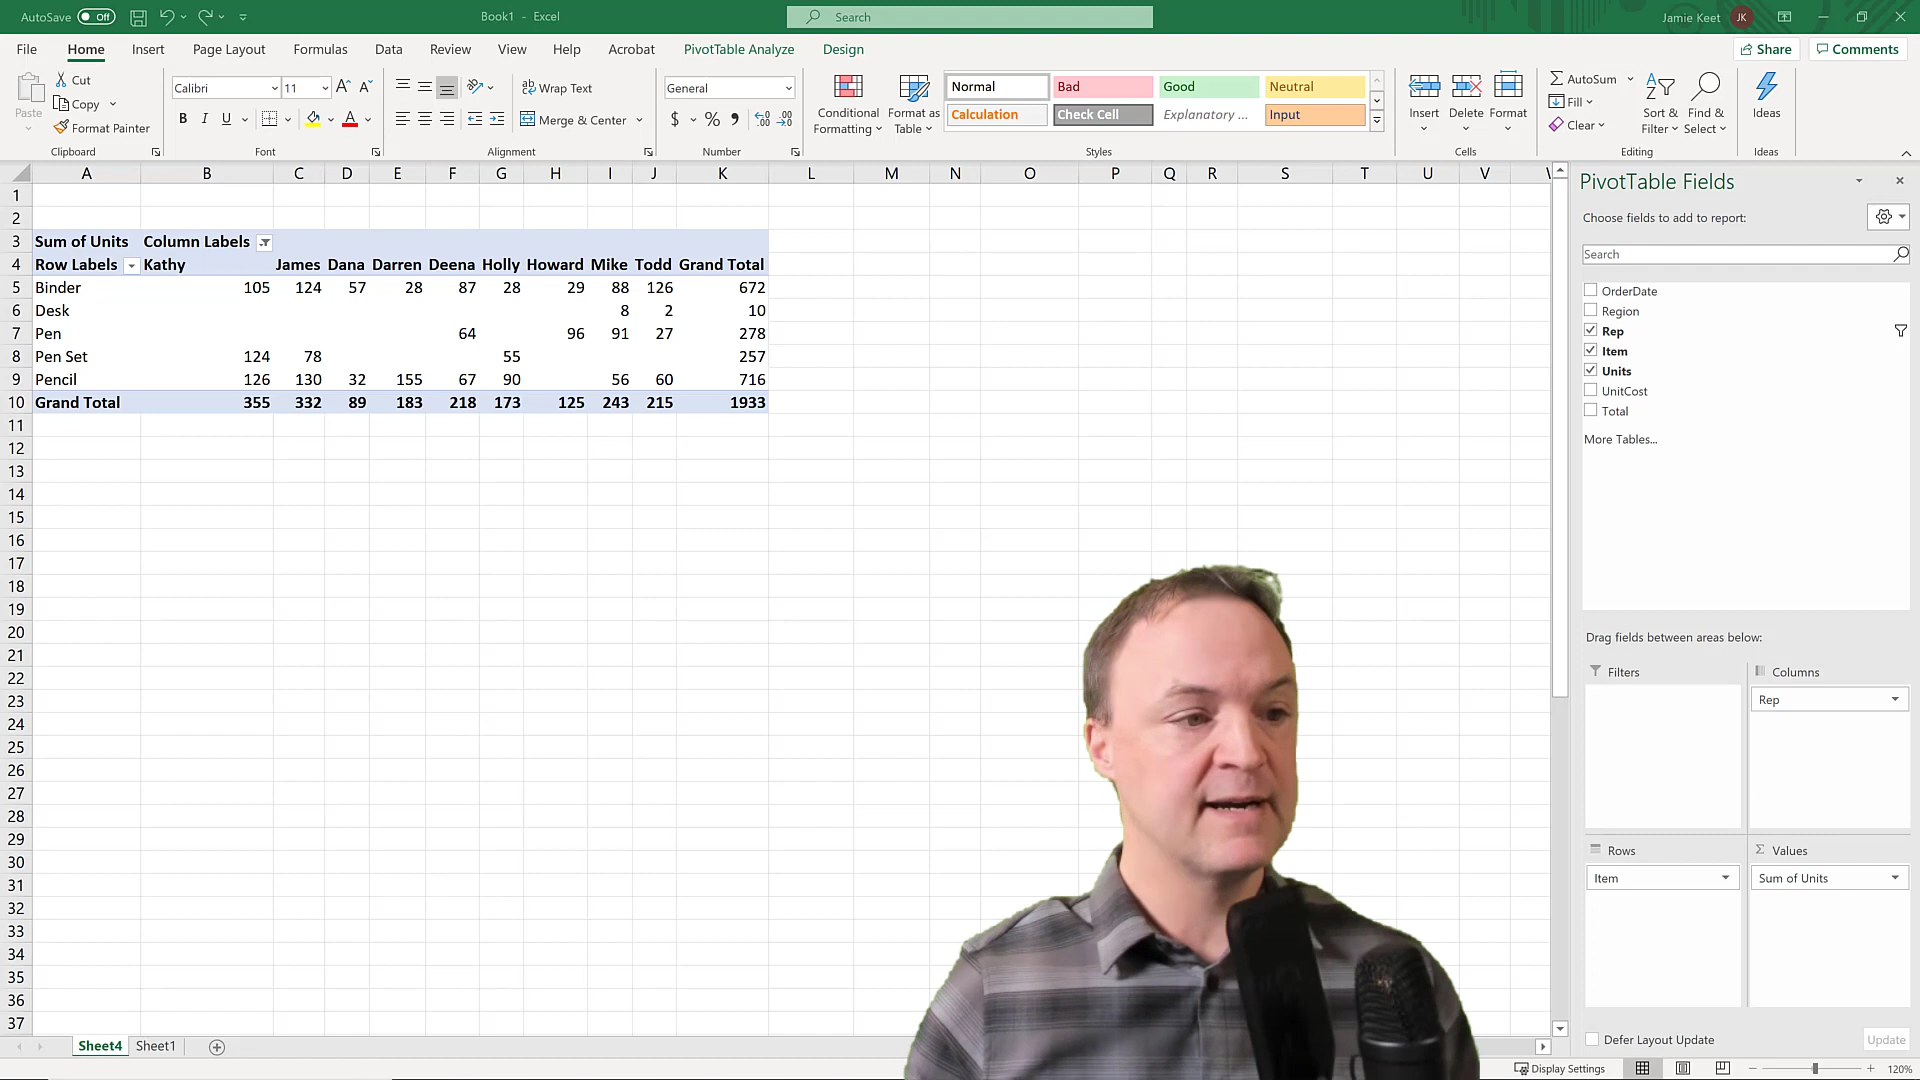 AutoSave Off Book1 - Excel Search Jamie Keet JK
File Home Insert Page Layout Formulas Data Review View Help Acrobat PivotTable Analyze Design Share Comments
Paste Cut Copy Format Painter
Calibri 11 A^ A˅
B I U A
Wrap Text
Merge & Center
General
$ % ,
Conditional Formatting Format as Table
Normal Bad Good Neutral
Calculation Check Cell Explanatory ... Input
Insert Delete Format
AutoSum Fill Clear
Sort & Filter Find & Select
Ideas
Clipboard Font Alignment Number Styles Cells Editing Ideas
A B C D E F G H I J K L M N O P Q R S T U V
1
2
3 Sum of Units Column Labels
4 Row Labels Kathy James Dana Darren Deena Holly Howard Mike Todd Grand Total
5 Binder 105 124 57 28 87 28 29 88 126 672
6 Desk 8 2 10
7 Pen 64 96 91 27 278
8 Pen Set 124 78 55 257
9 Pencil 126 130 32 155 67 90 56 60 716
10 Grand Total 355 332 89 183 218 173 125 243 215 1933
11
12
13
14
15
16
17
18
19
20
21
22
23
24
25
26
27
28
29
30
31
32
33
34
35
36
37
PivotTable Fields
Choose fields to add to report:
Search
OrderDate
Region
Rep
Item
Units
UnitCost
Total
More Tables...
Drag fields between areas below:
Filters Columns
Rep
Rows Values
Item Sum of Units
Defer Layout Update Update
Sheet4 Sheet1
Display Settings 120%